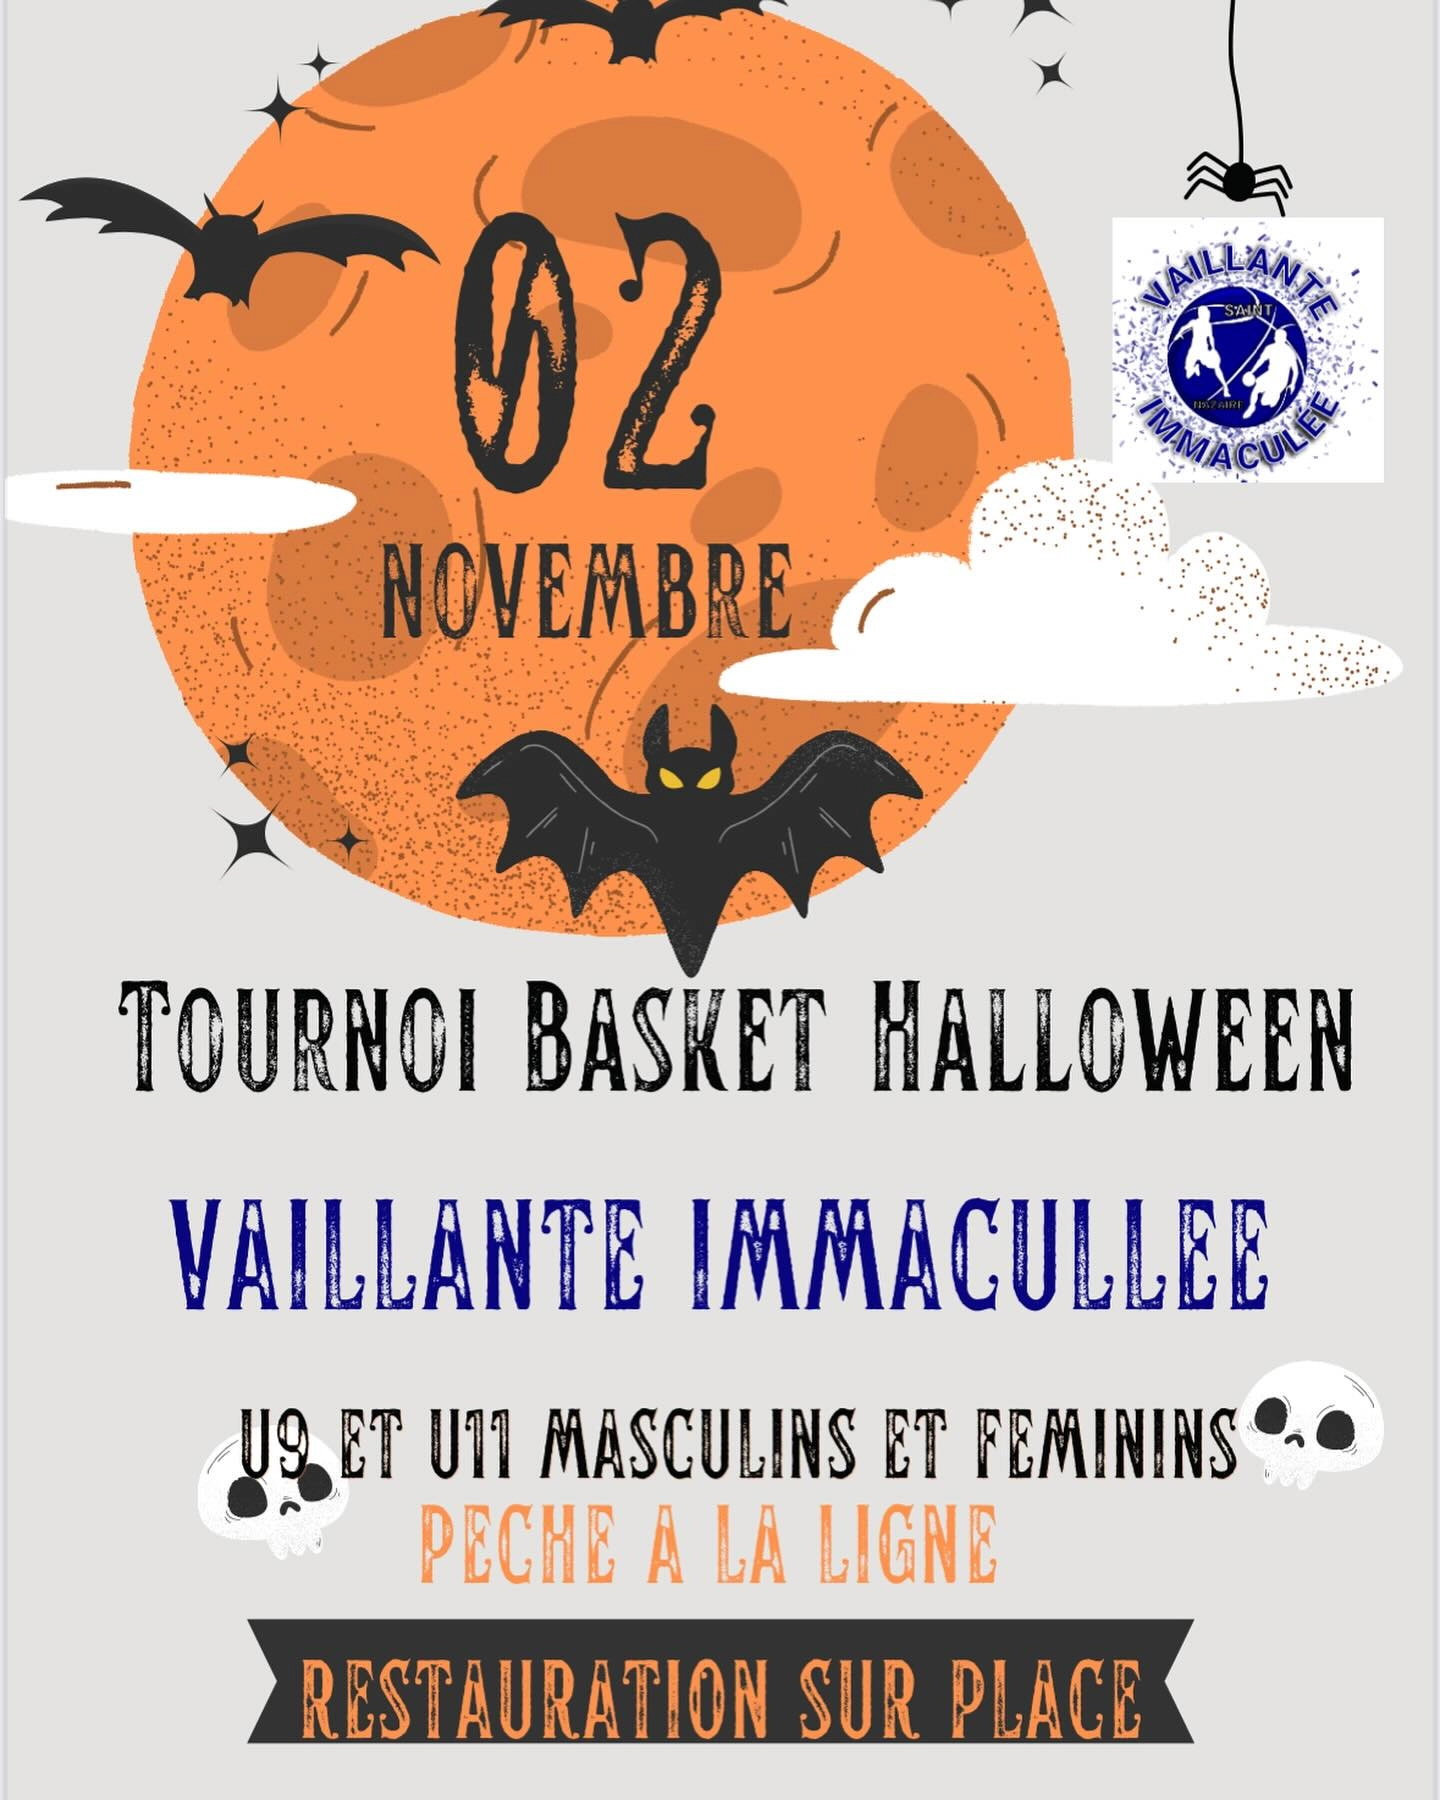 02
NOVEMBRE
VAILLANTE
SAINT
NAZAIRE
IMMACULÉE
TOURNOI BASKET HALLOWEEN
VAILLANTE IMMACULLEE
U9 ET U11 MASCULINS ET FEMININS
PECHE A LA LIGNE
RESTAURATION SUR PLACE